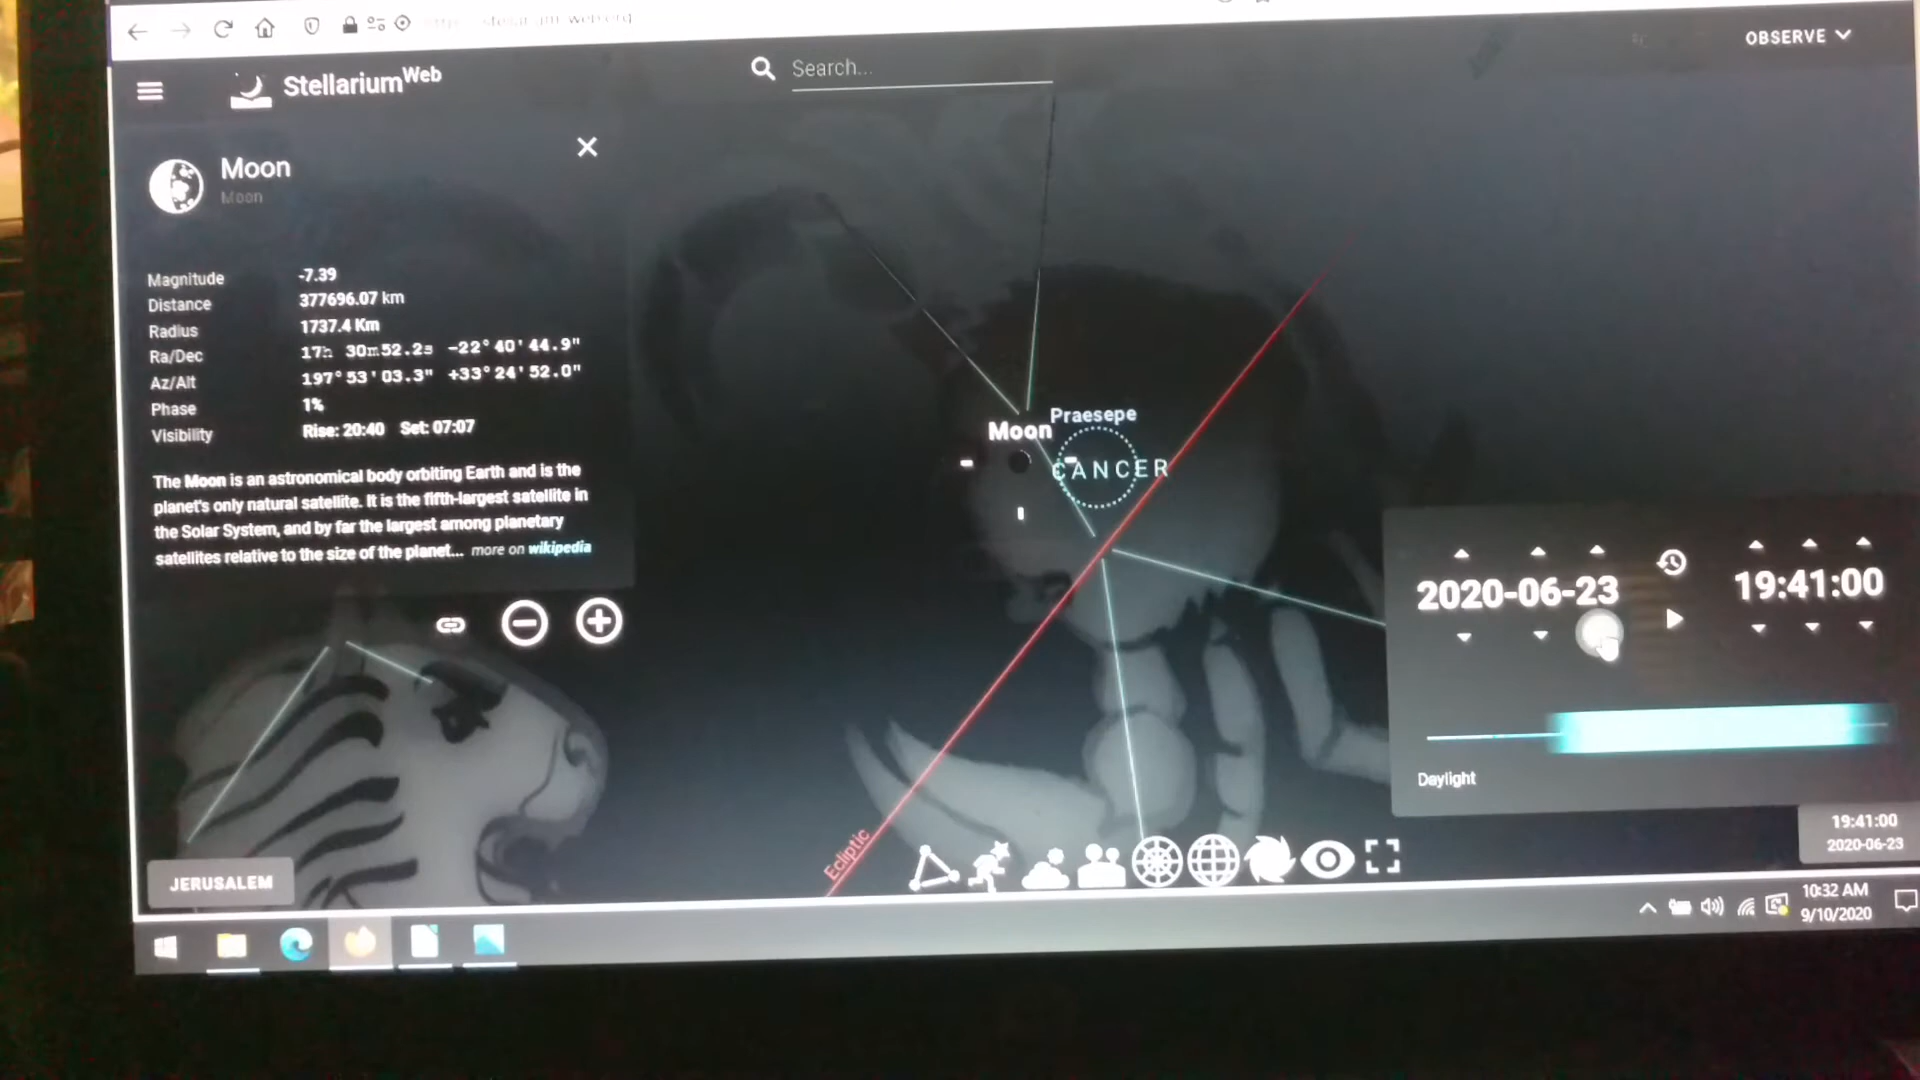 StellariumWeb
Search...
OBSERVE
Moon
Moon
Magnitude -7.39
Distance 377696.07 km
Radius 1737.4 Km
Ra/Dec 17h 30m52.2s -22°40'44.9"
Az/Alt 197°53'03.3" +33°24'52.0"
Phase 1%
Visibility Rise: 20:40 Set: 07:07
The Moon is an astronomical body orbiting Earth and is the
planet's only natural satellite. It is the fifth-largest satellite in
the Solar System, and by far the largest among planetary
satellites relative to the size of the planet... more on wikipedia
Praesepe
Moon
CANCER
Ecliptic
2020-06-23 19:41:00
Daylight
19:41:00
2020-06-23
JERUSALEM
10:32 AM
9/10/2020